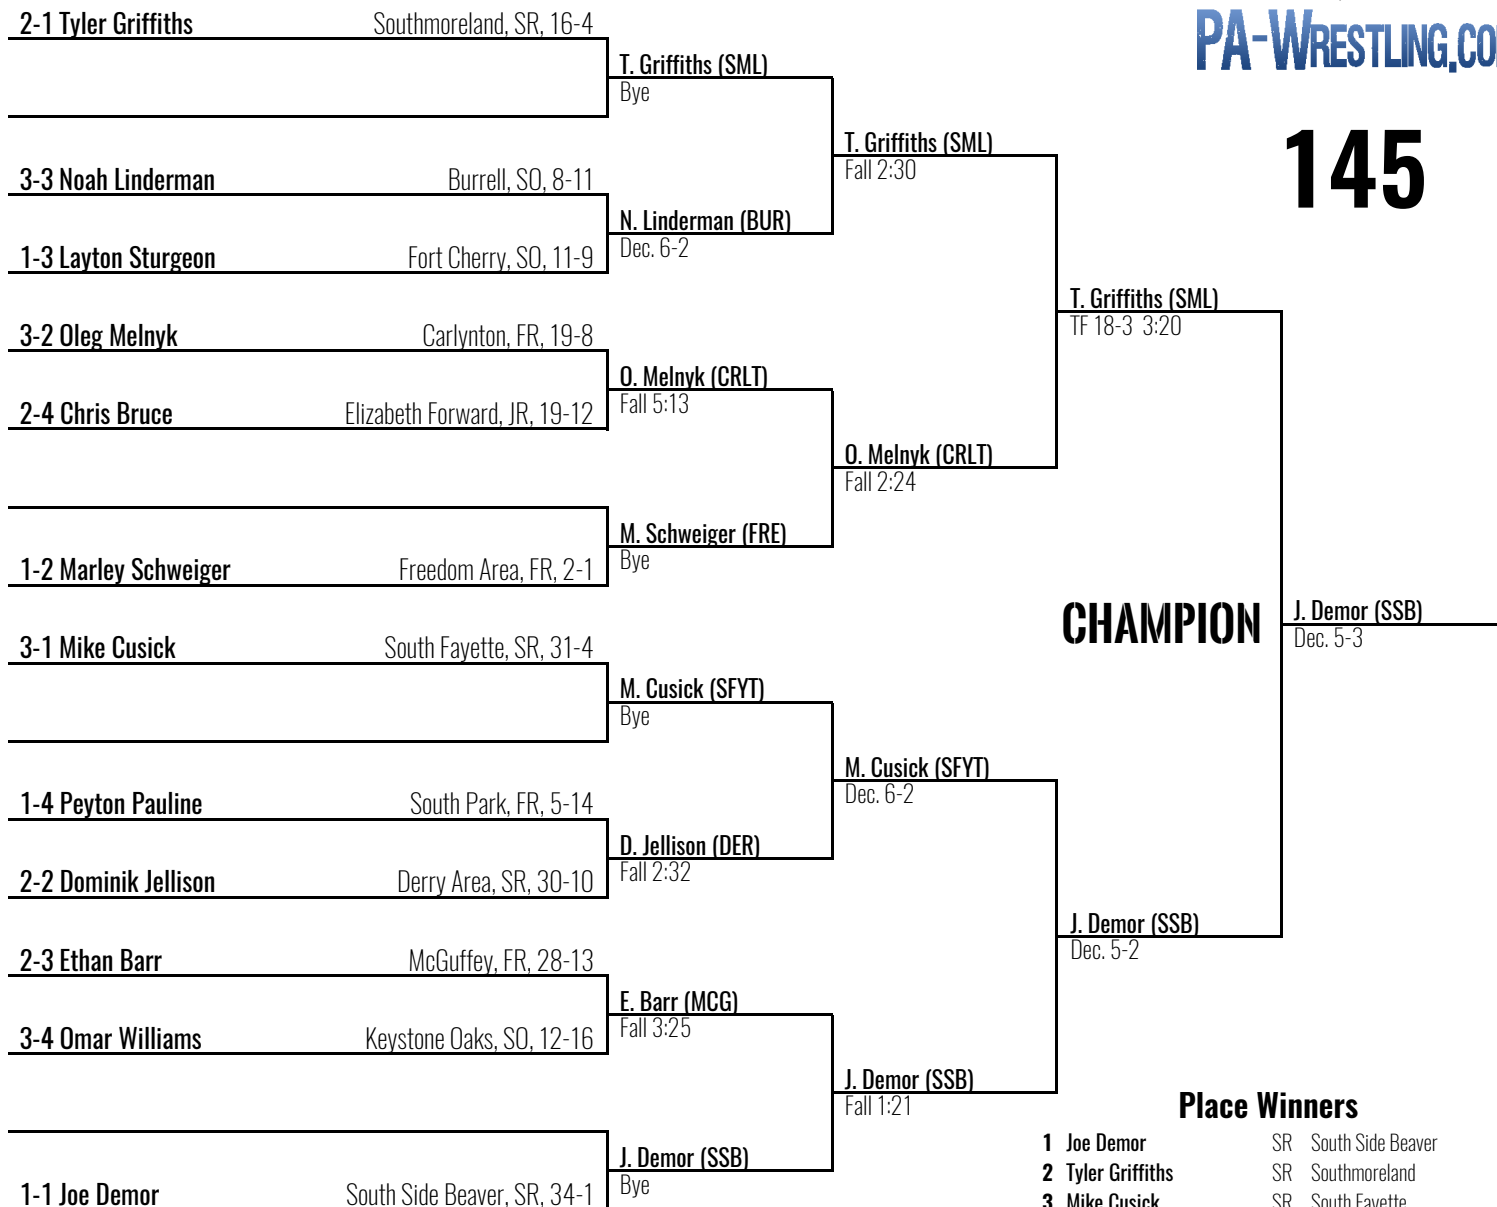 2-1 Tyler Griffiths Southmoreland, SR, 16-4
T. Griffiths (SML)
Bye
3-3 Noah Linderman Burrell, SO, 8-11
N. Linderman (BUR)
Dec. 6-2
1-3 Layton Sturgeon Fort Cherry, SO, 11-9
T. Griffiths (SML)
Fall 2:30
3-2 Oleg Melnyk Carlynton, FR, 19-8
O. Melnyk (CRLT)
Fall 5:13
2-4 Chris Bruce Elizabeth Forward, JR, 19-12
O. Melnyk (CRLT)
Fall 2:24
M. Schweiger (FRE)
Bye
1-2 Marley Schweiger Freedom Area, FR, 2-1
T. Griffiths (SML)
TF 18-3 3:20
3-1 Mike Cusick South Fayette, SR, 31-4
M. Cusick (SFYT)
Bye
M. Cusick (SFYT)
Dec. 6-2
1-4 Peyton Pauline South Park, FR, 5-14
D. Jellison (DER)
Fall 2:32
2-2 Dominik Jellison Derry Area, SR, 30-10
J. Demor (SSB)
Dec. 5-2
2-3 Ethan Barr McGuffey, FR, 28-13
E. Barr (MCG)
Fall 3:25
3-4 Omar Williams Keystone Oaks, SO, 12-16
J. Demor (SSB)
Fall 1:21
J. Demor (SSB)
Bye
1-1 Joe Demor South Side Beaver, SR, 34-1
PA-WRESTLING.CO
145
CHAMPION
J. Demor (SSB)
Dec. 5-3
Place Winners
1 Joe Demor SR South Side Beaver
2 Tyler Griffiths SR Southmoreland
3 Mike Cusick SR South Fayette